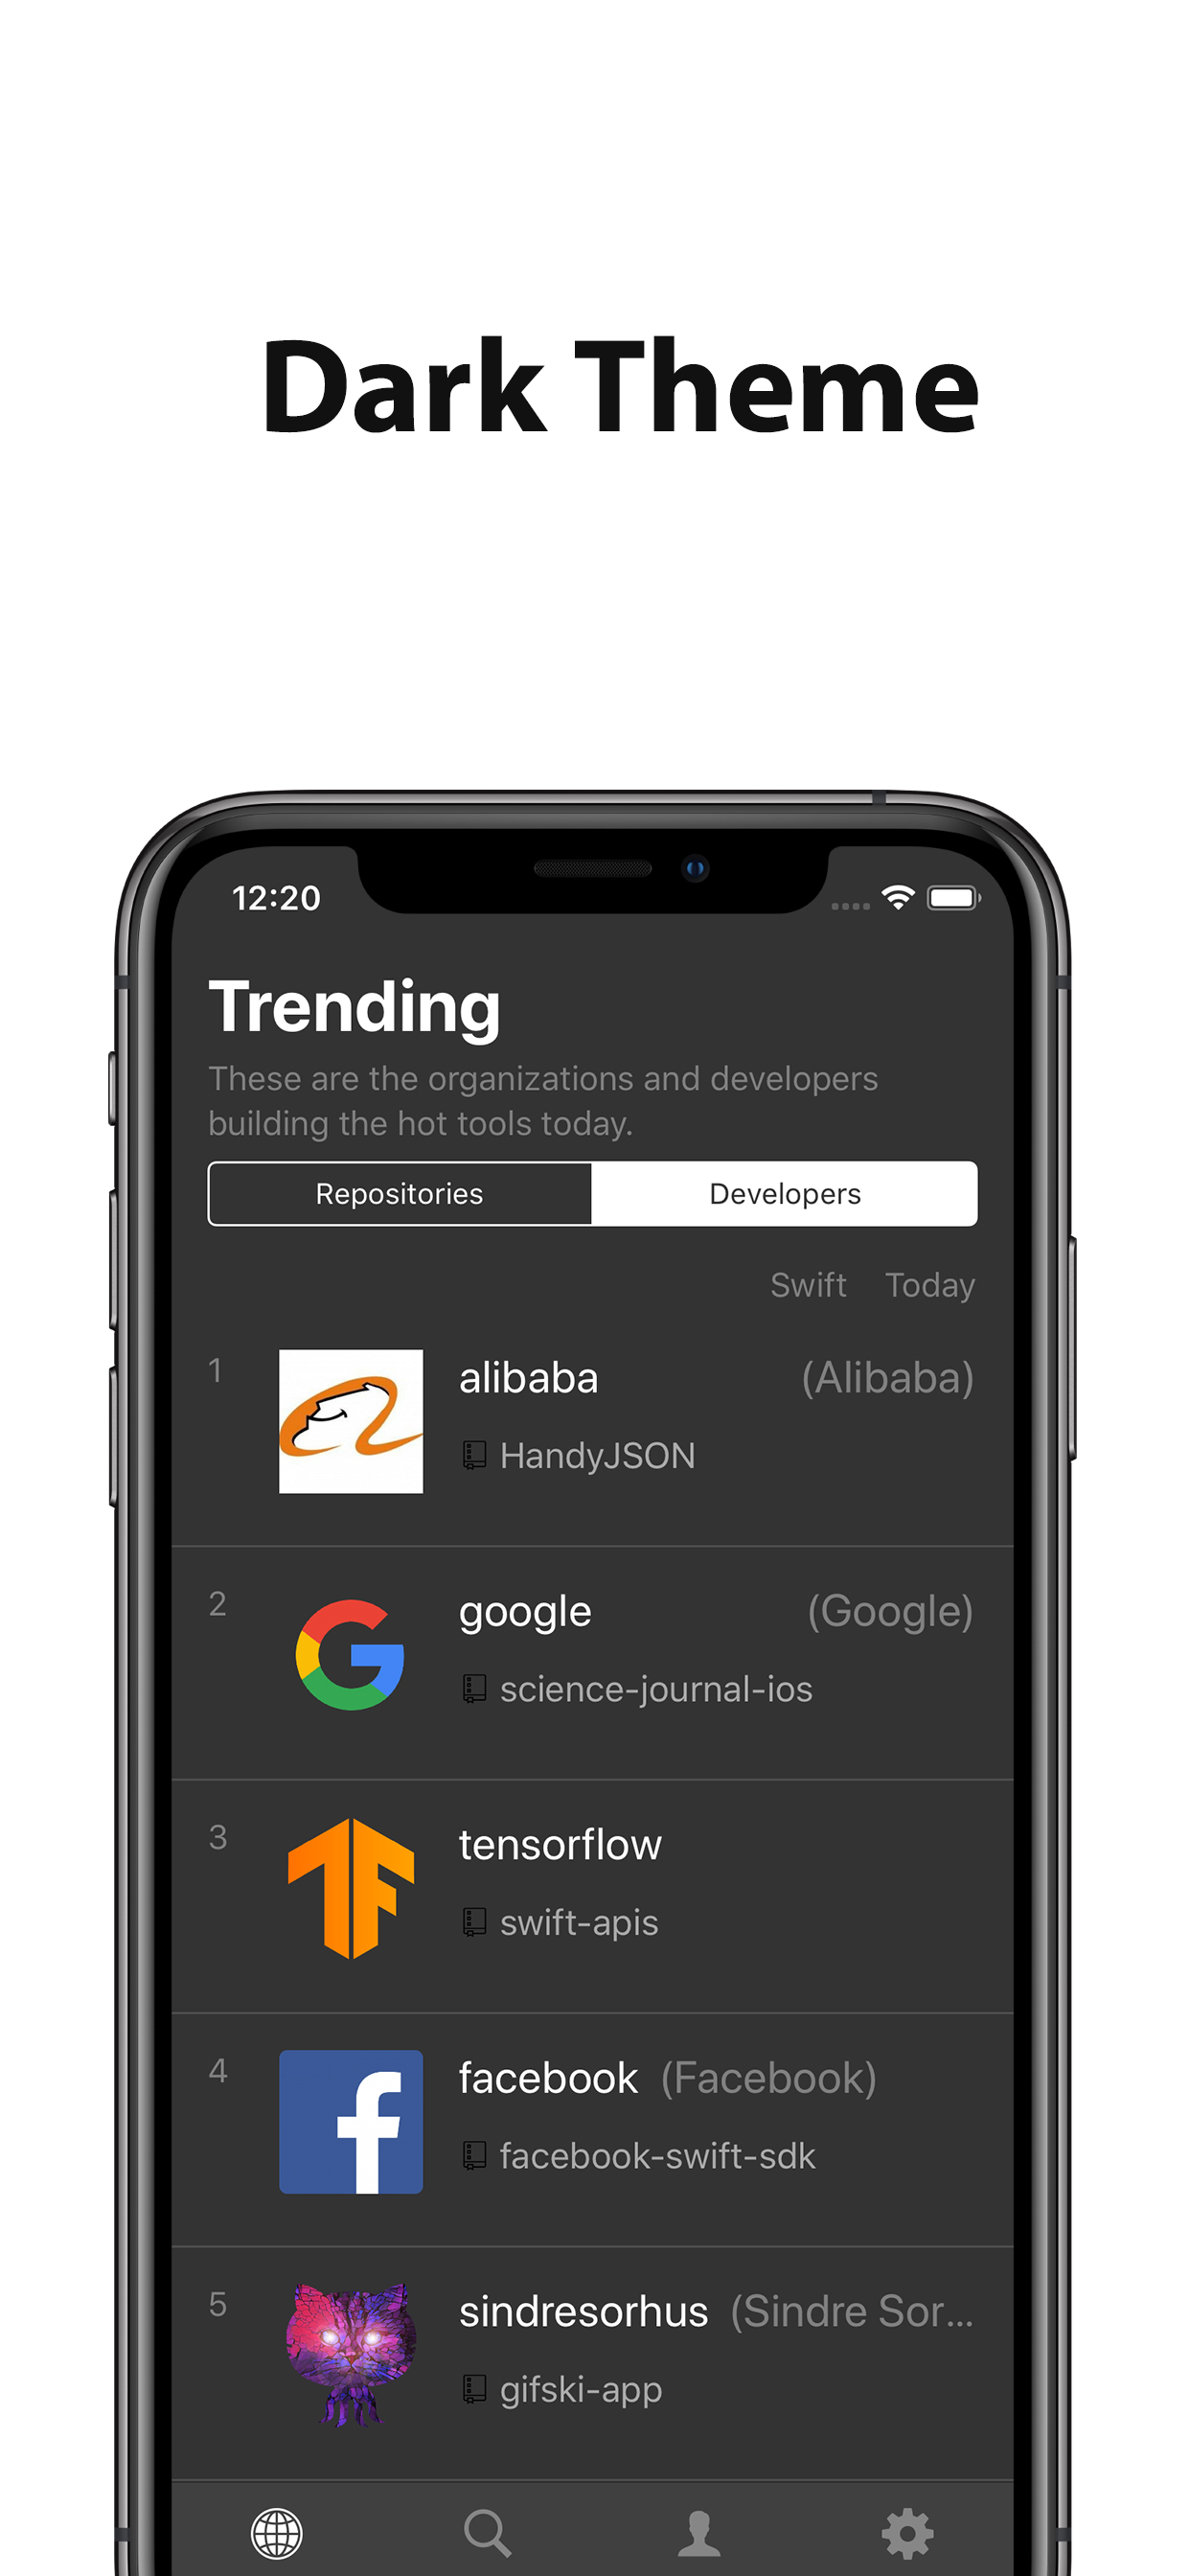 Dark Theme
12:20
Trending
These are the organizations and developers
building the hot tools today.
Repositories Developers
Swift Today
1 alibaba (Alibaba)
HandyJSON
2 google (Google)
science-journal-ios
3 tensorflow
swift-apis
4 facebook (Facebook)
facebook-swift-sdk
5 sindresorhus (Sindre Sor...
gifski-app